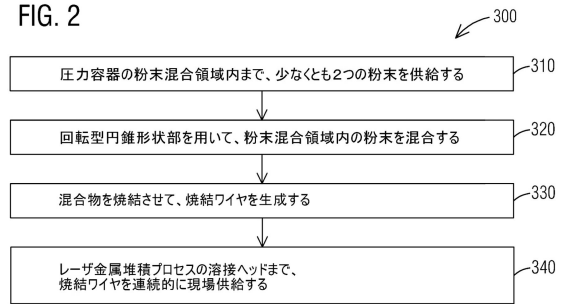 FIG. 2
300
圧力容器の粉末混合領域内まで、少なくとも2つの粉末を供給する
310
回転型円錐形状部を用いて、粉末混合領域内の粉末を混合する
320
混合物を焼結させて、焼結ワイヤを生成する
330
レーザ金属堆積プロセスの溶接ヘッドまで、
焼結ワイヤを連続的に現場供給する
340